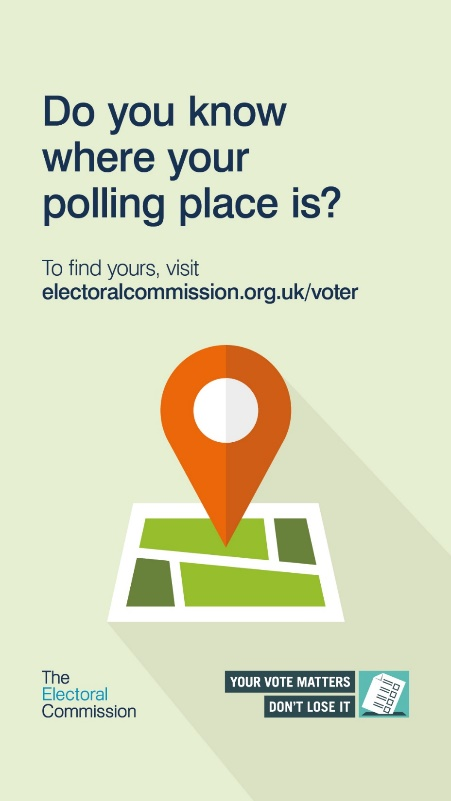 Do you know
where your
polling place is?
To find yours, visit
electoralcommission.org.uk/voter
The
Electoral
Commission
YOUR VOTE MATTERS
DON'T LOSE IT